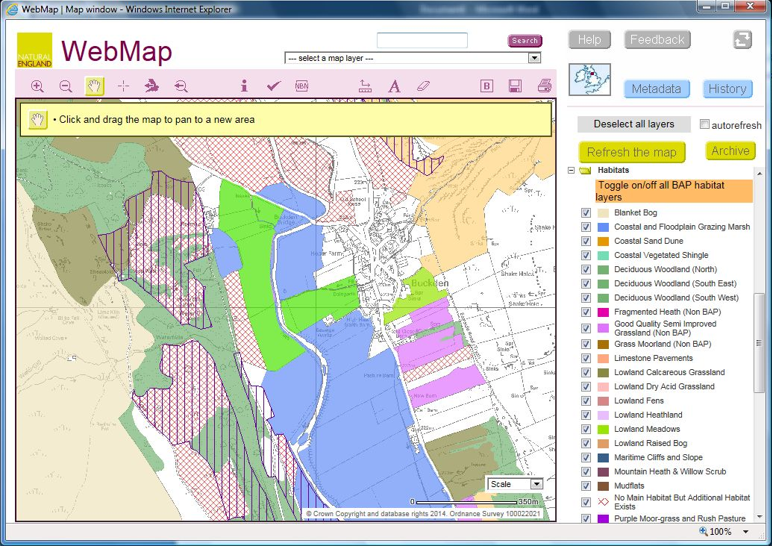 WebMap | Map window - Windows Internet Explorer
NATURAL
ENGLAND
WebMap
Search
Help
Feedback
--- select a map layer ---
i
NBN
A
B
Metadata
History
• Click and drag the map to pan to a new area
Deselect all layers
autorefresh
Refresh the map
Archive
Habitats
Toggle on/off all BAP habitat
layers
Blanket Bog
Coastal and Floodplain Grazing Marsh
Coastal Sand Dune
Coastal Vegetated Shingle
Deciduous Woodland (North)
Deciduous Woodland (South East)
Deciduous Woodland (South West)
Fragmented Heath (Non BAP)
Good Quality Semi Improved
Grassland (Non BAP)
Grass Moorland (Non BAP)
Limestone Pavements
Lowland Calcareous Grassland
Lowland Dry Acid Grassland
Lowland Fens
Lowland Heathland
Lowland Meadows
Lowland Raised Bog
Maritime Cliffs and Slope
Mountain Heath & Willow Scrub
Mudflats
No Main Habitat But Additional Habitat
Exists
Purple Moor-grass and Rush Pasture
Buckden
Scale
0 350m
© Crown Copyright and database rights 2014. Ordnance Survey 100022021
100%